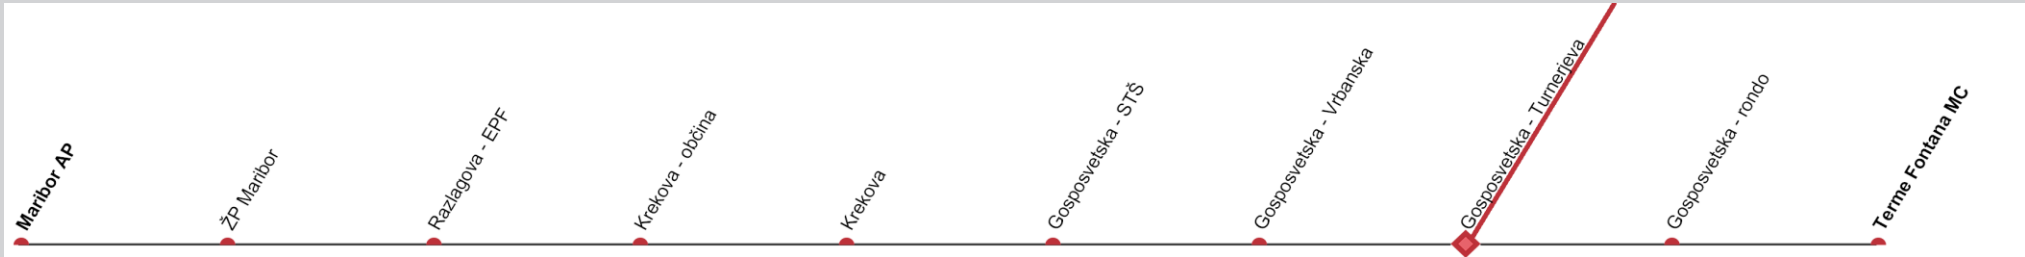 Maribor AP
ŽP Maribor
Razlagova - EPF
Krekova - občina
Krekova
Gosposvetska - STŠ
Gosposvetska - Vrbanska
Gosposvetska - Turnerjeva
Gosposvetska - rondo
Terme Fontana MC